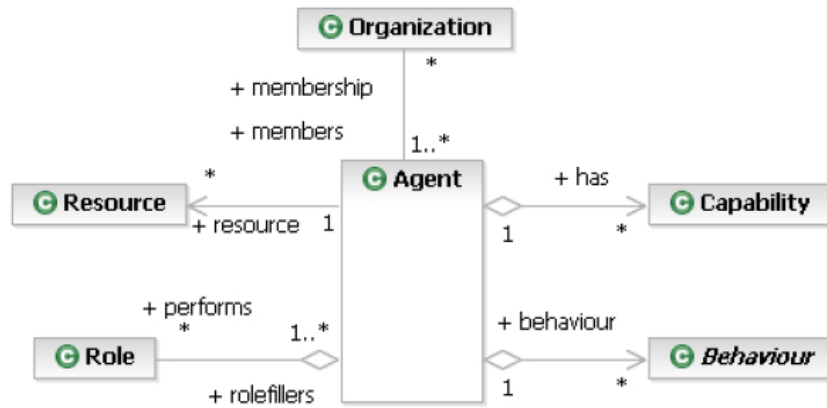 C Organization
*
+ membership
+ members
1..*
C Agent
*
C Resource
+ resource
1
+ has
C Capability
1
*
+ performs
*
1..*
C Role
+ rolefillers
+ behaviour
C Behaviour
1
*